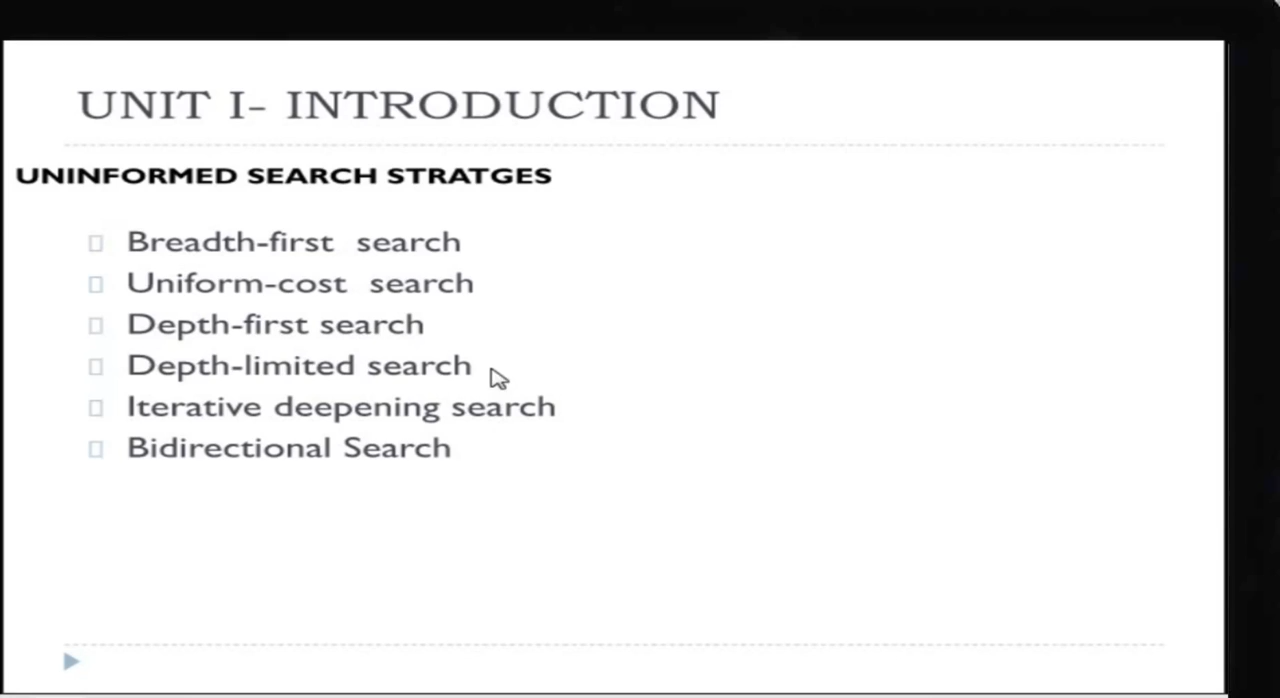 UNIT I- INTRODUCTION
UNINFORMED SEARCH STRATGES
Breadth-first search
Uniform-cost search
Depth-first search
Depth-limited search
Iterative deepening search
Bidirectional Search